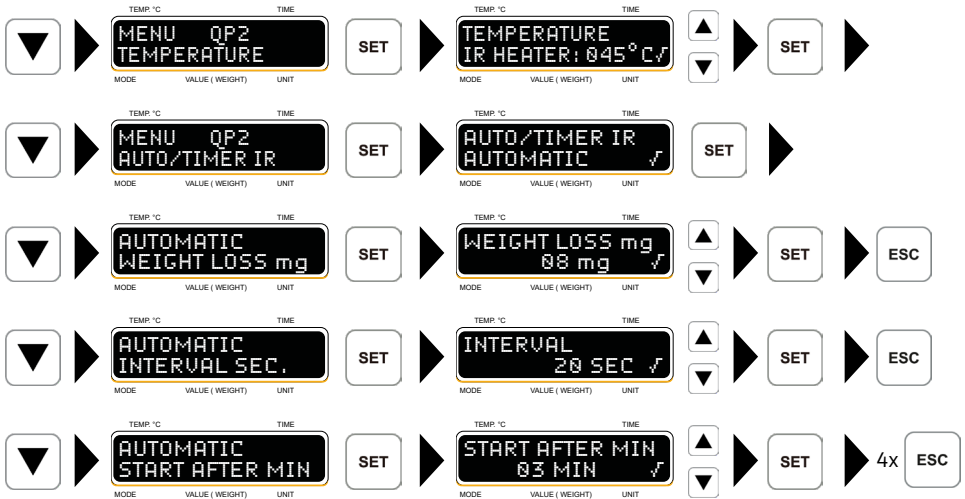 TEMP. °C TIME TEMP. °C TIME
MENU QP2 TEMPERATURE
TEMPERATURE SET IR HEATER: 045°C√ SET
MODE VALUE ( WEIGHT) UNIT MODE VALUE ( WEIGHT) UNIT
TEMP. °C TIME TEMP. °C TIME
MENU QP2 AUTO/TIMER IR
AUTO/TIMER IR SET AUTOMATIC √ SET
MODE VALUE ( WEIGHT) UNIT MODE VALUE ( WEIGHT) UNIT
TEMP. °C TIME TEMP. °C TIME
AUTOMATIC WEIGHT LOSS mg
WEIGHT LOSS mg SET 08 mg √ SET ESC
MODE VALUE ( WEIGHT) UNIT MODE VALUE ( WEIGHT) UNIT
TEMP. °C TIME TEMP. °C TIME
AUTOMATIC INTERVAL
INTERVAL SEC. SET 20 SEC √ SET ESC
MODE VALUE ( WEIGHT) UNIT MODE VALUE ( WEIGHT) UNIT
TEMP. °C TIME TEMP. °C TIME
AUTOMATIC START AFTER MIN
START AFTER MIN SET 03 MIN √ SET 4x ESC
MODE VALUE ( WEIGHT) UNIT MODE VALUE ( WEIGHT) UNIT